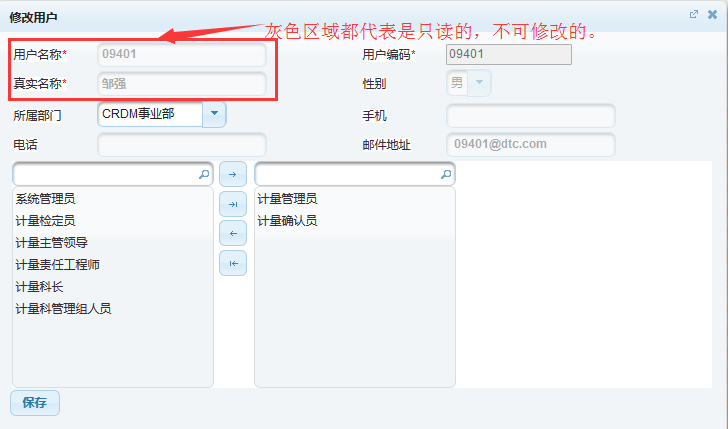 修改用户
灰色区域都代表是只读的，不可修改的。
用户名称* 09401 用户编码* 09401
真实名称* 邹强 性别 男
所属部门 CRDM事业部 手机
电话 邮件地址 09401@dtc.com
系统管理员 计量管理员
计量检定员 计量确认员
计量主管领导
计量责任工程师
计量科长
计量科管理组人员
保存